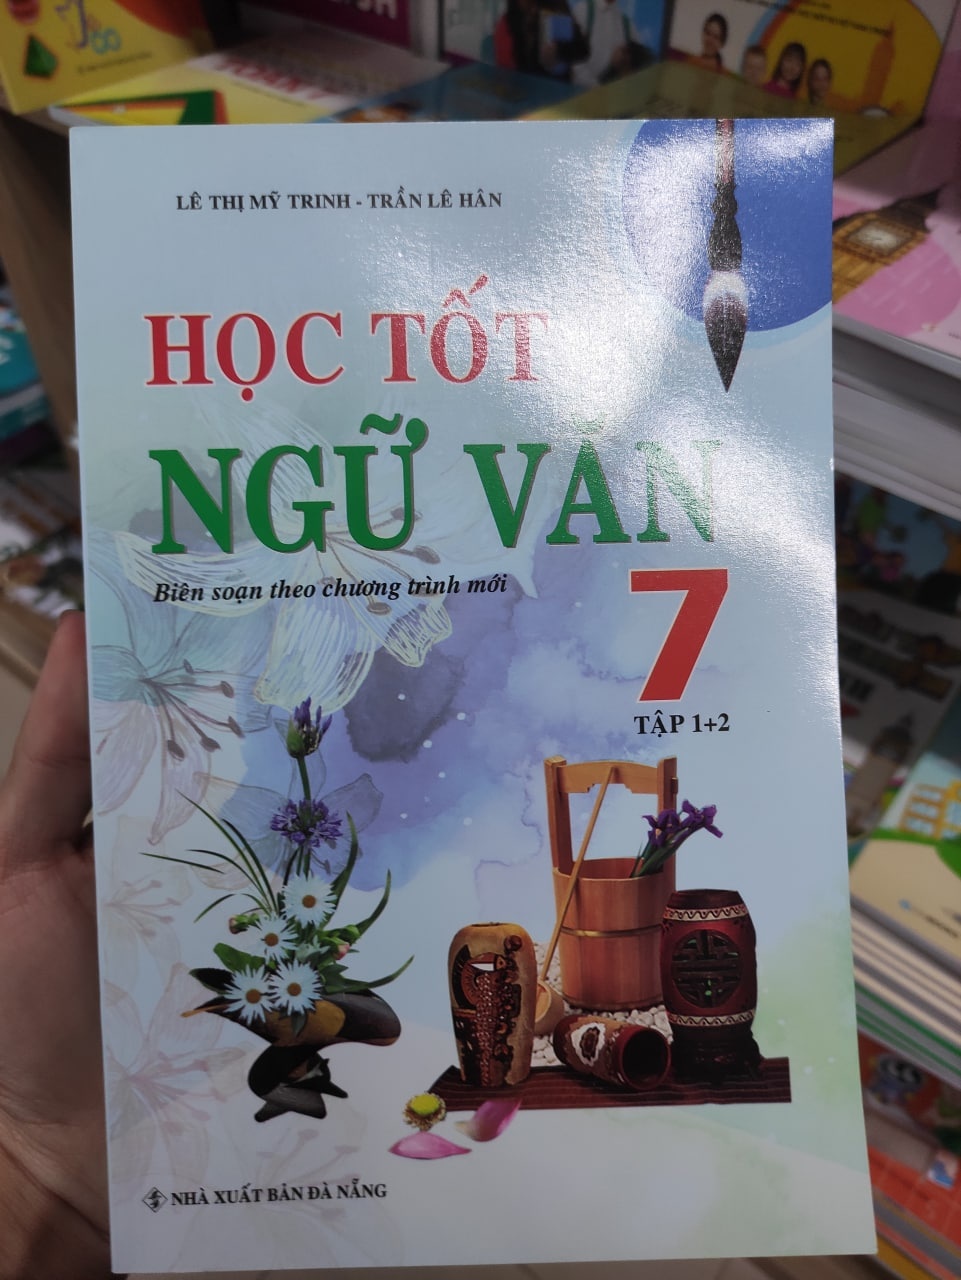 LÊ THỊ MỸ TRINH - TRẦN LÊ HÂN
HỌC TỐT
NGỮ VĂN
Biên soạn theo chương trình mới
7
TẬP 1+2
NHÀ XUẤT BẢN ĐÀ NẴNG